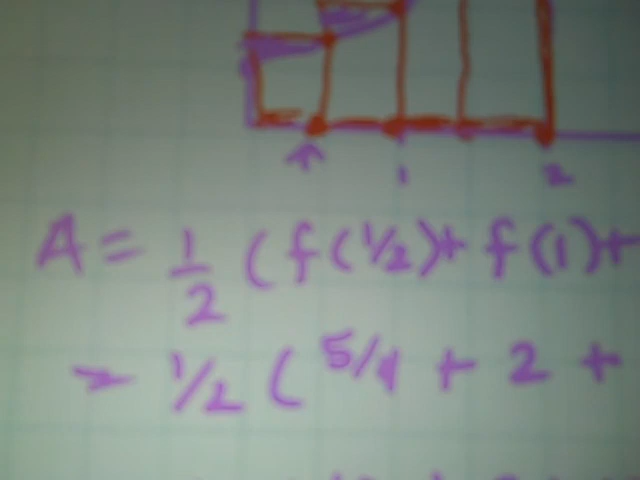 1 2
A = 1/2 (f(1/2)+ f(1)+
= 1/2 ( 5/4 + 2 +